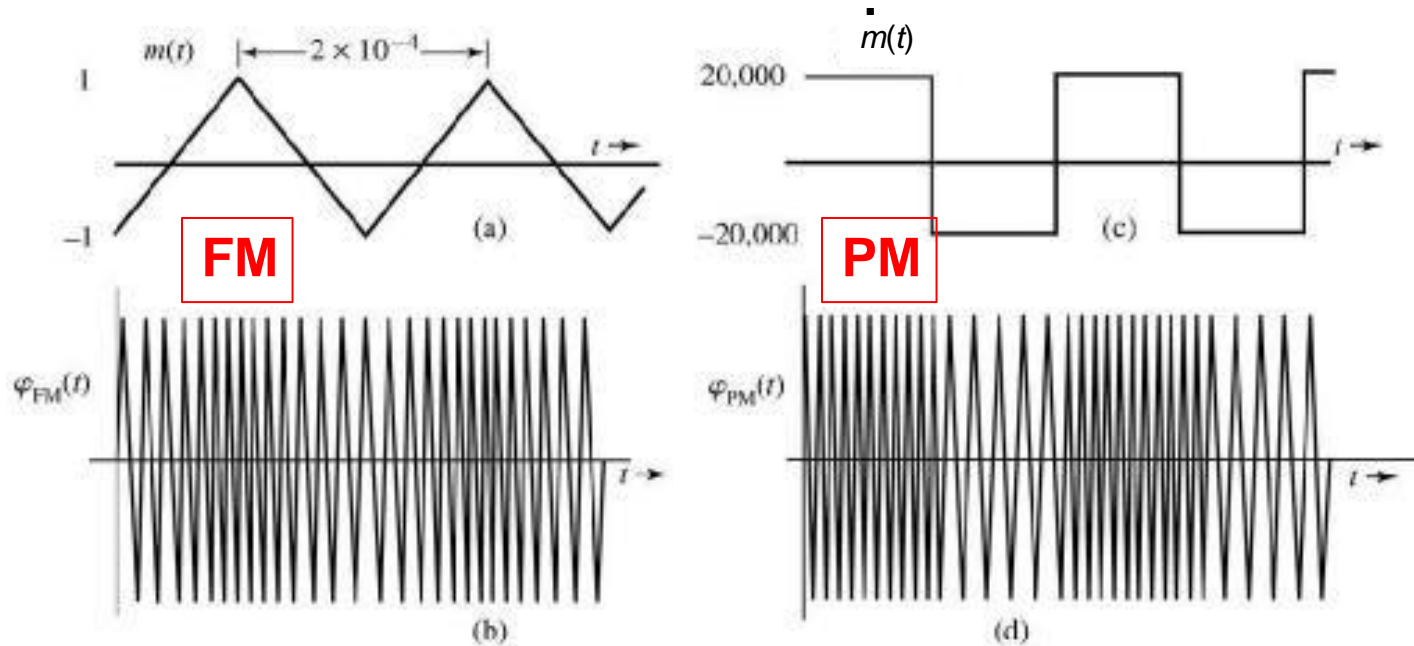 m(t)
2 × 10⁻⁴
1
t →
−1
(a)
FM
φFM(t)
t →
(b)
ṁ(t)
20,000
t →
−20,000
(c)
PM
φPM(t)
t →
(d)